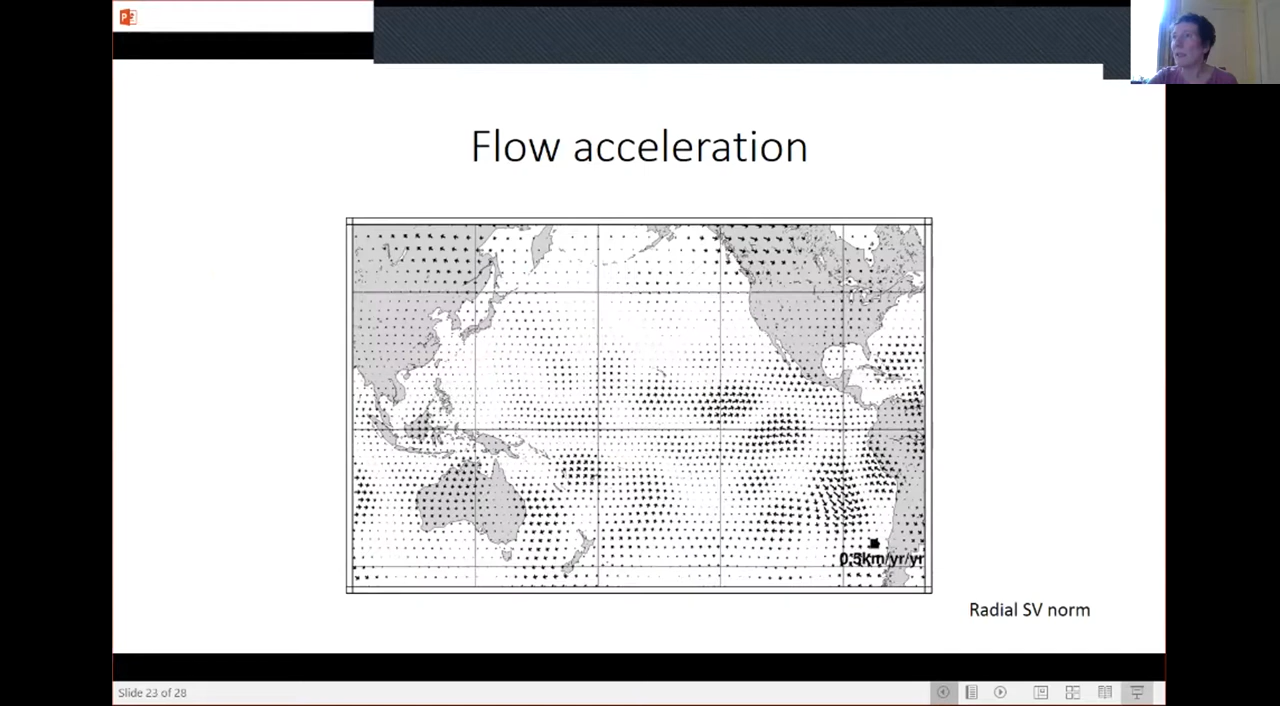 Flow acceleration
0.5km/yr/yr
Radial SV norm
Slide 23 of 28